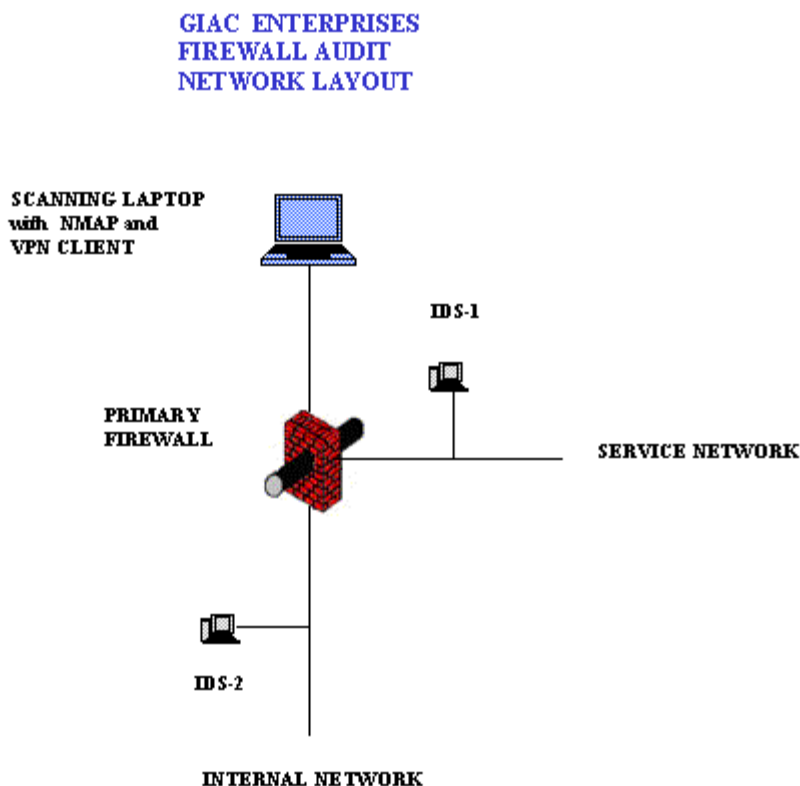 GIAC ENTERPRISES
FIREWALL AUDIT
NETWORK LAYOUT
SCANNING LAPTOP
with NMAP and
VPN CLIENT
IDS-1
PRIMARY
FIREWALL
SERVICE NETWORK
IDS-2
INTERNAL NETWORK